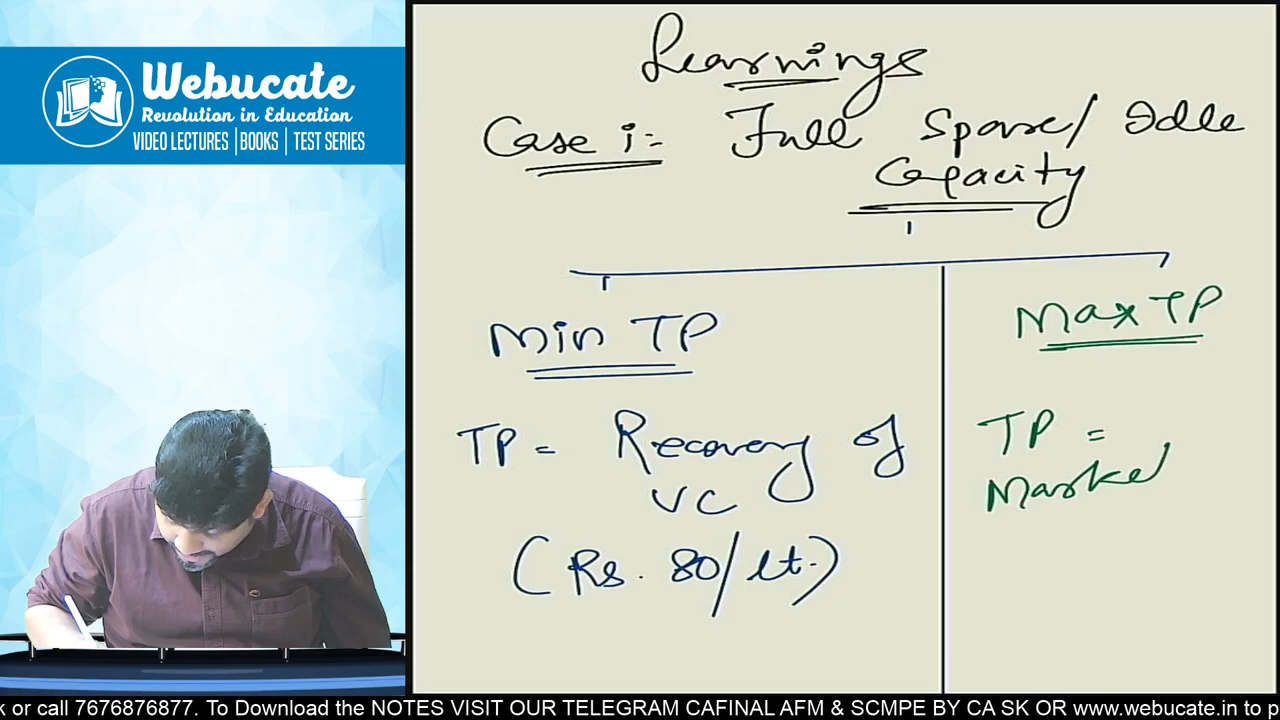 Webucate
Revolution in Education
VIDEO LECTURES | BOOKS | TEST SERIES
Learnings
Case i:- Full Spare/ Idle
Capacity
Min TP
TP = Recovery of
VC
(Rs. 80/lt.)
Max TP
TP =
Market
k or call 7676876877. To Download the NOTES VISIT OUR TELEGRAM CAFINAL AFM & SCMPE BY CA SK OR www.webucate.in to p